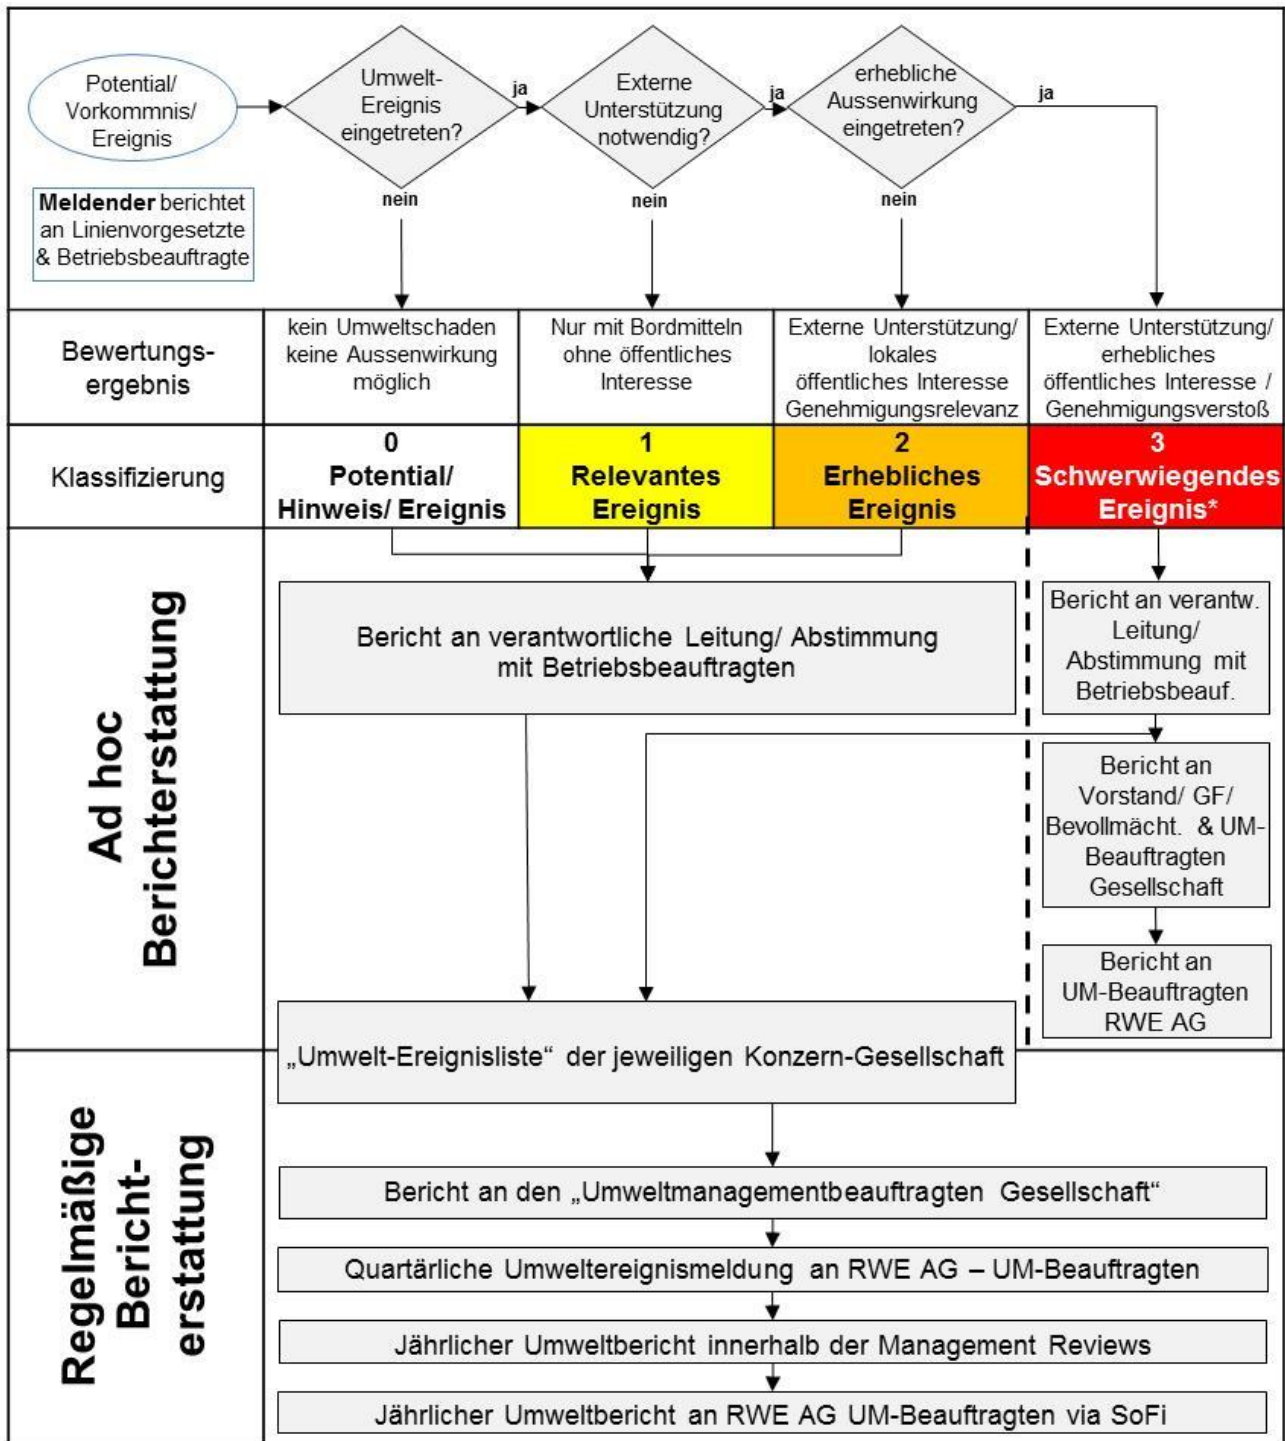 Potential/
Vorkommnis/
Ereignis
Umwelt-
Ereignis
eingetreten?
ja
Externe
Unterstützung
notwendig?
ja
erhebliche
Aussenwirkung
eingetreten?
ja
Meldender berichtet
an Linienvorgesetzte
& Betriebsbeauftragte
nein
nein
nein
Bewertungs-
ergebnis
kein Umweltschaden
keine Aussenwirkung
möglich
Nur mit Bordmitteln
ohne öffentliches
Interesse
Externe Unterstützung/
lokales
öffentliches Interesse
Genehmigungsrelevanz
Externe Unterstützung/
erhebliches
öffentliches Interesse /
Genehmigungsverstoß
Klassifizierung
0
Potential/
Hinweis/ Ereignis
1
Relevantes
Ereignis
2
Erhebliches
Ereignis
3
Schwerwiegendes
Ereignis*
Ad hoc
Berichterstattung
Bericht an verantwortliche Leitung/ Abstimmung
mit Betriebsbeauftragten
Bericht an verantw.
Leitung/
Abstimmung mit
Betriebsbeauf.
Bericht an
Vorstand/ GF/
Bevollmächt. & UM-
Beauftragten
Gesellschaft
Bericht an
UM-Beauftragten
RWE AG
„Umwelt-Ereignisliste“ der jeweiligen Konzern-Gesellschaft
Regelmäßige
Bericht-
erstattung
Bericht an den „Umweltmanagementbeauftragten Gesellschaft“
Quartärliche Umweltereignismeldung an RWE AG – UM-Beauftragten
Jährlicher Umweltbericht innerhalb der Management Reviews
Jährlicher Umweltbericht an RWE AG UM-Beauftragten via SoFi